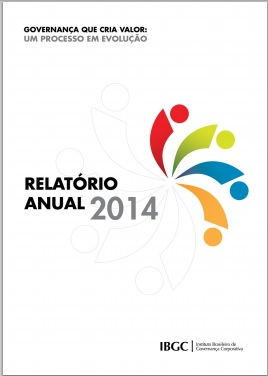 GOVERNANÇA QUE CRIA VALOR:
UM PROCESSO EM EVOLUÇÃO
RELATÓRIO
ANUAL 2014
IBGC
Instituto Brasileiro de
Governança Corporativa